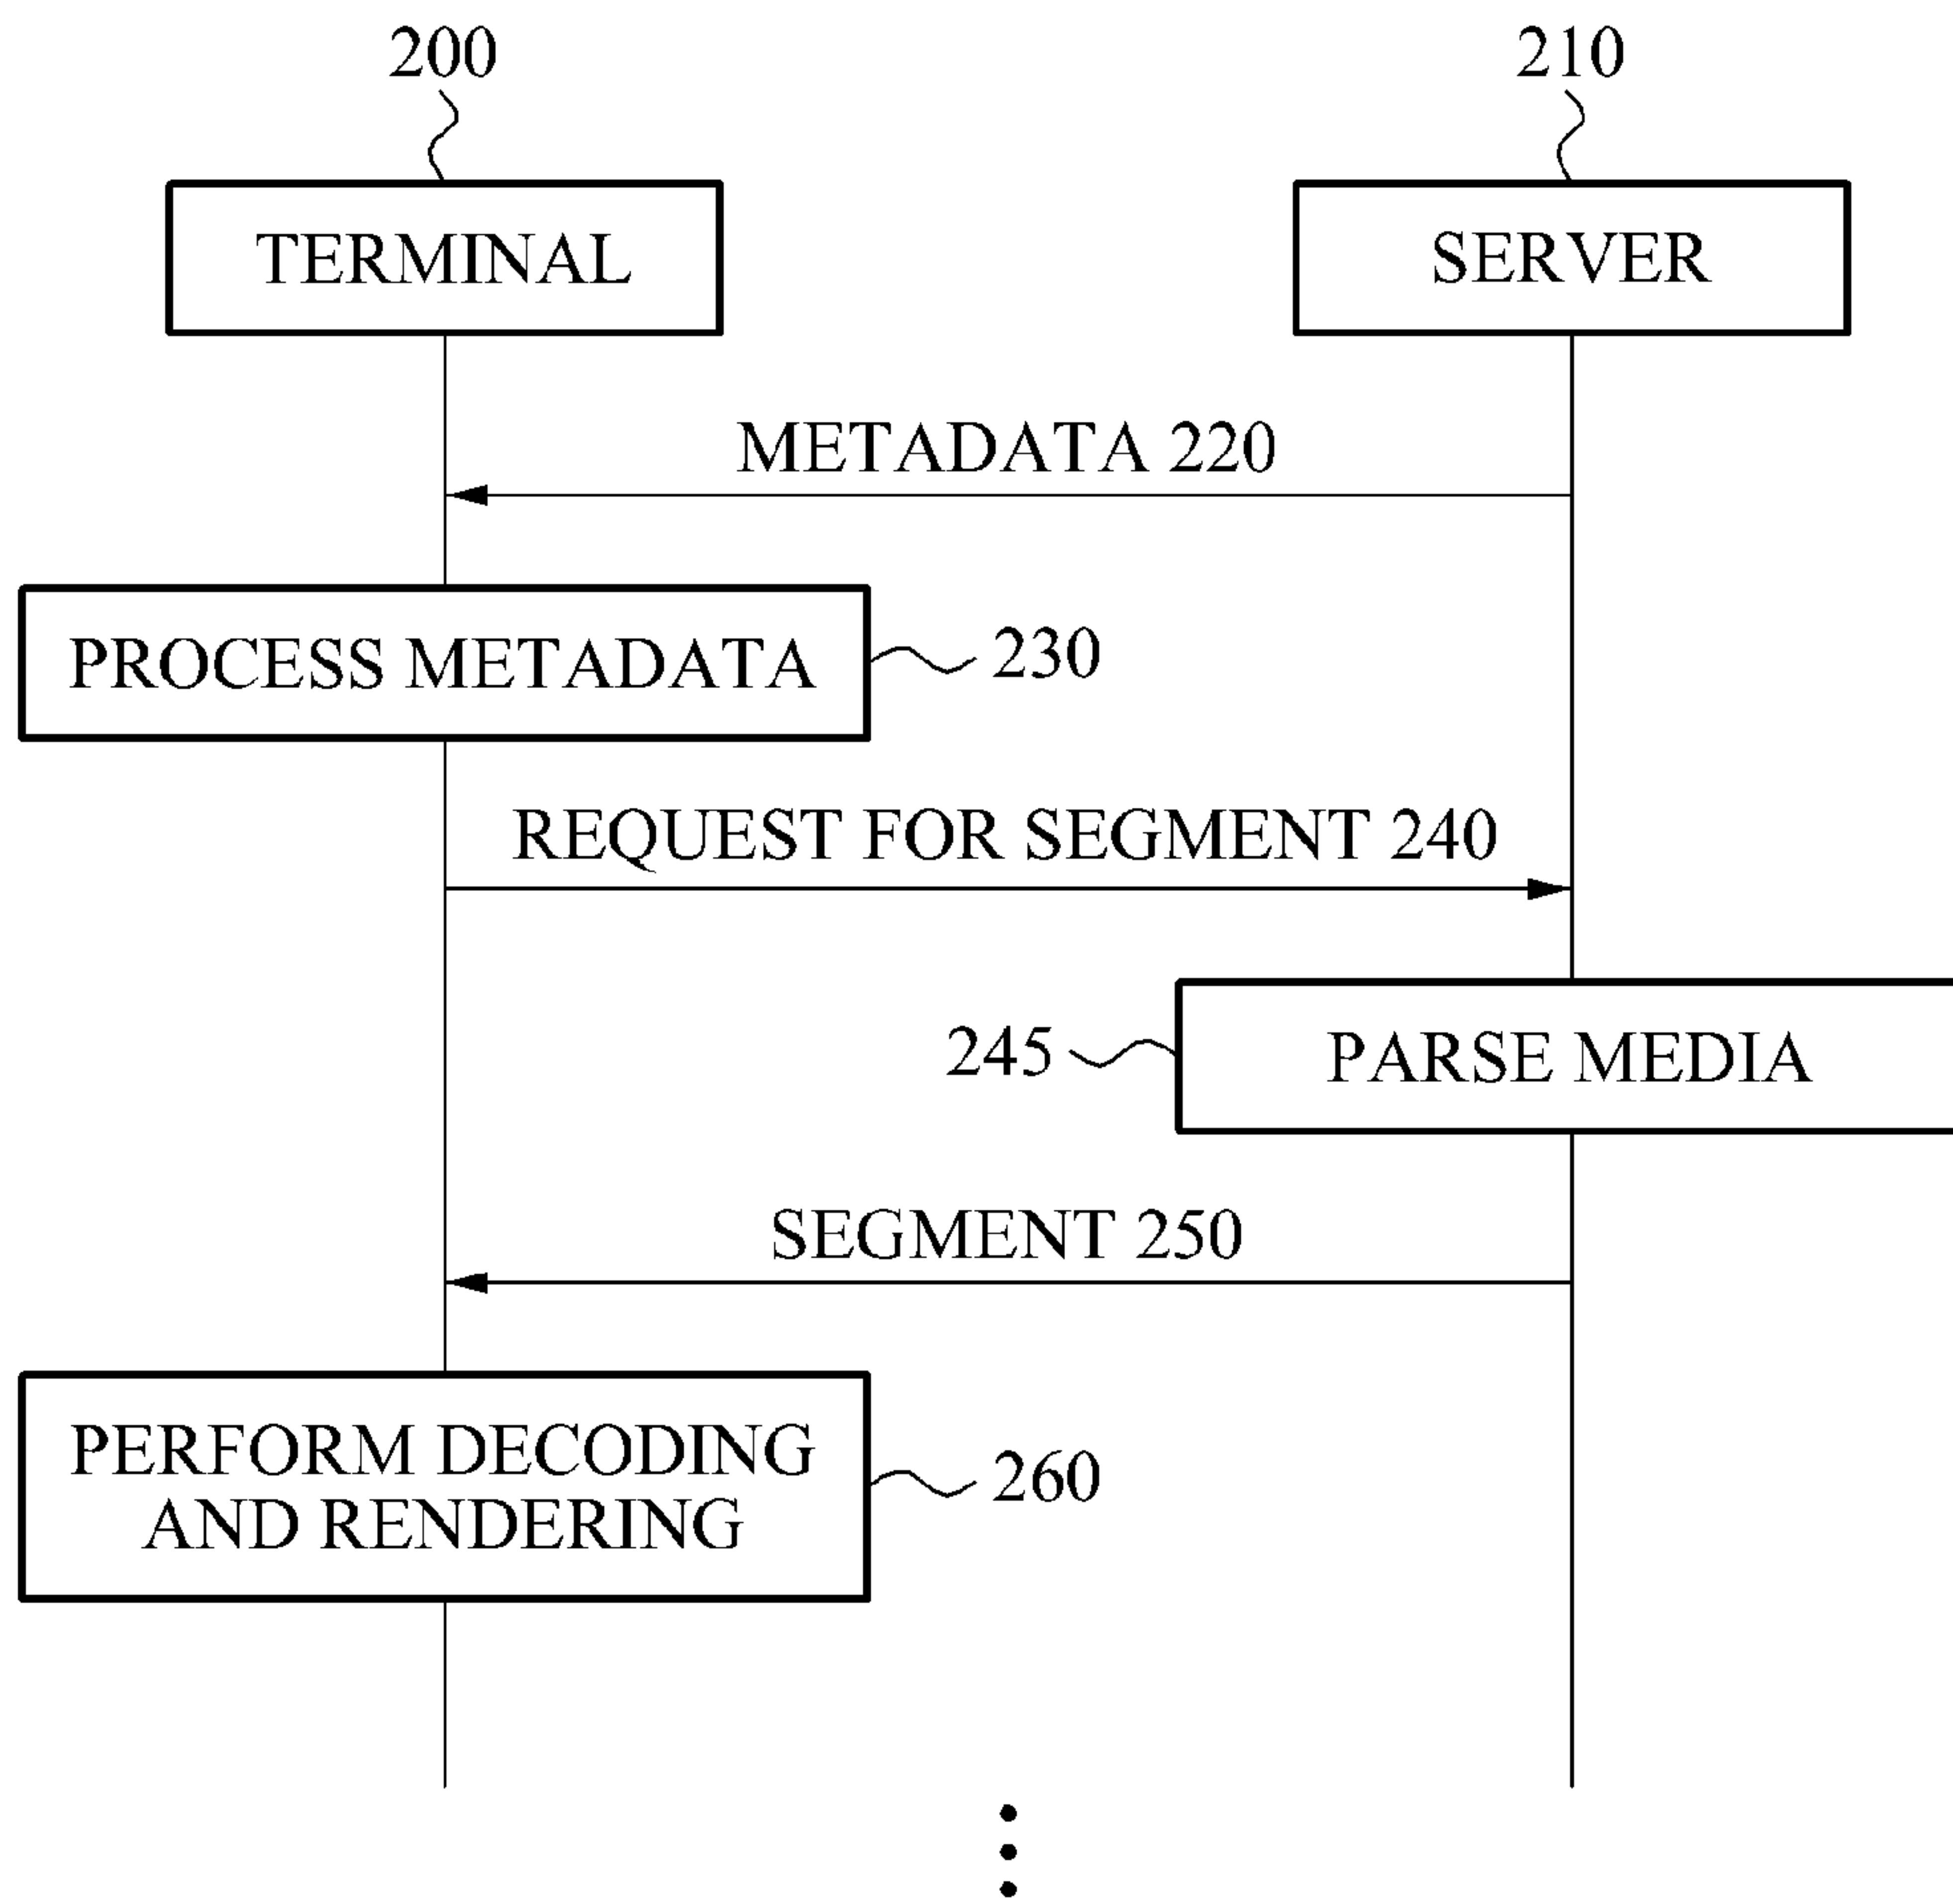 200
210
TERMINAL
SERVER
METADATA 220
PROCESS METADATA
230
REQUEST FOR SEGMENT 240
245
PARSE MEDIA
SEGMENT 250
PERFORM DECODING
AND RENDERING
260